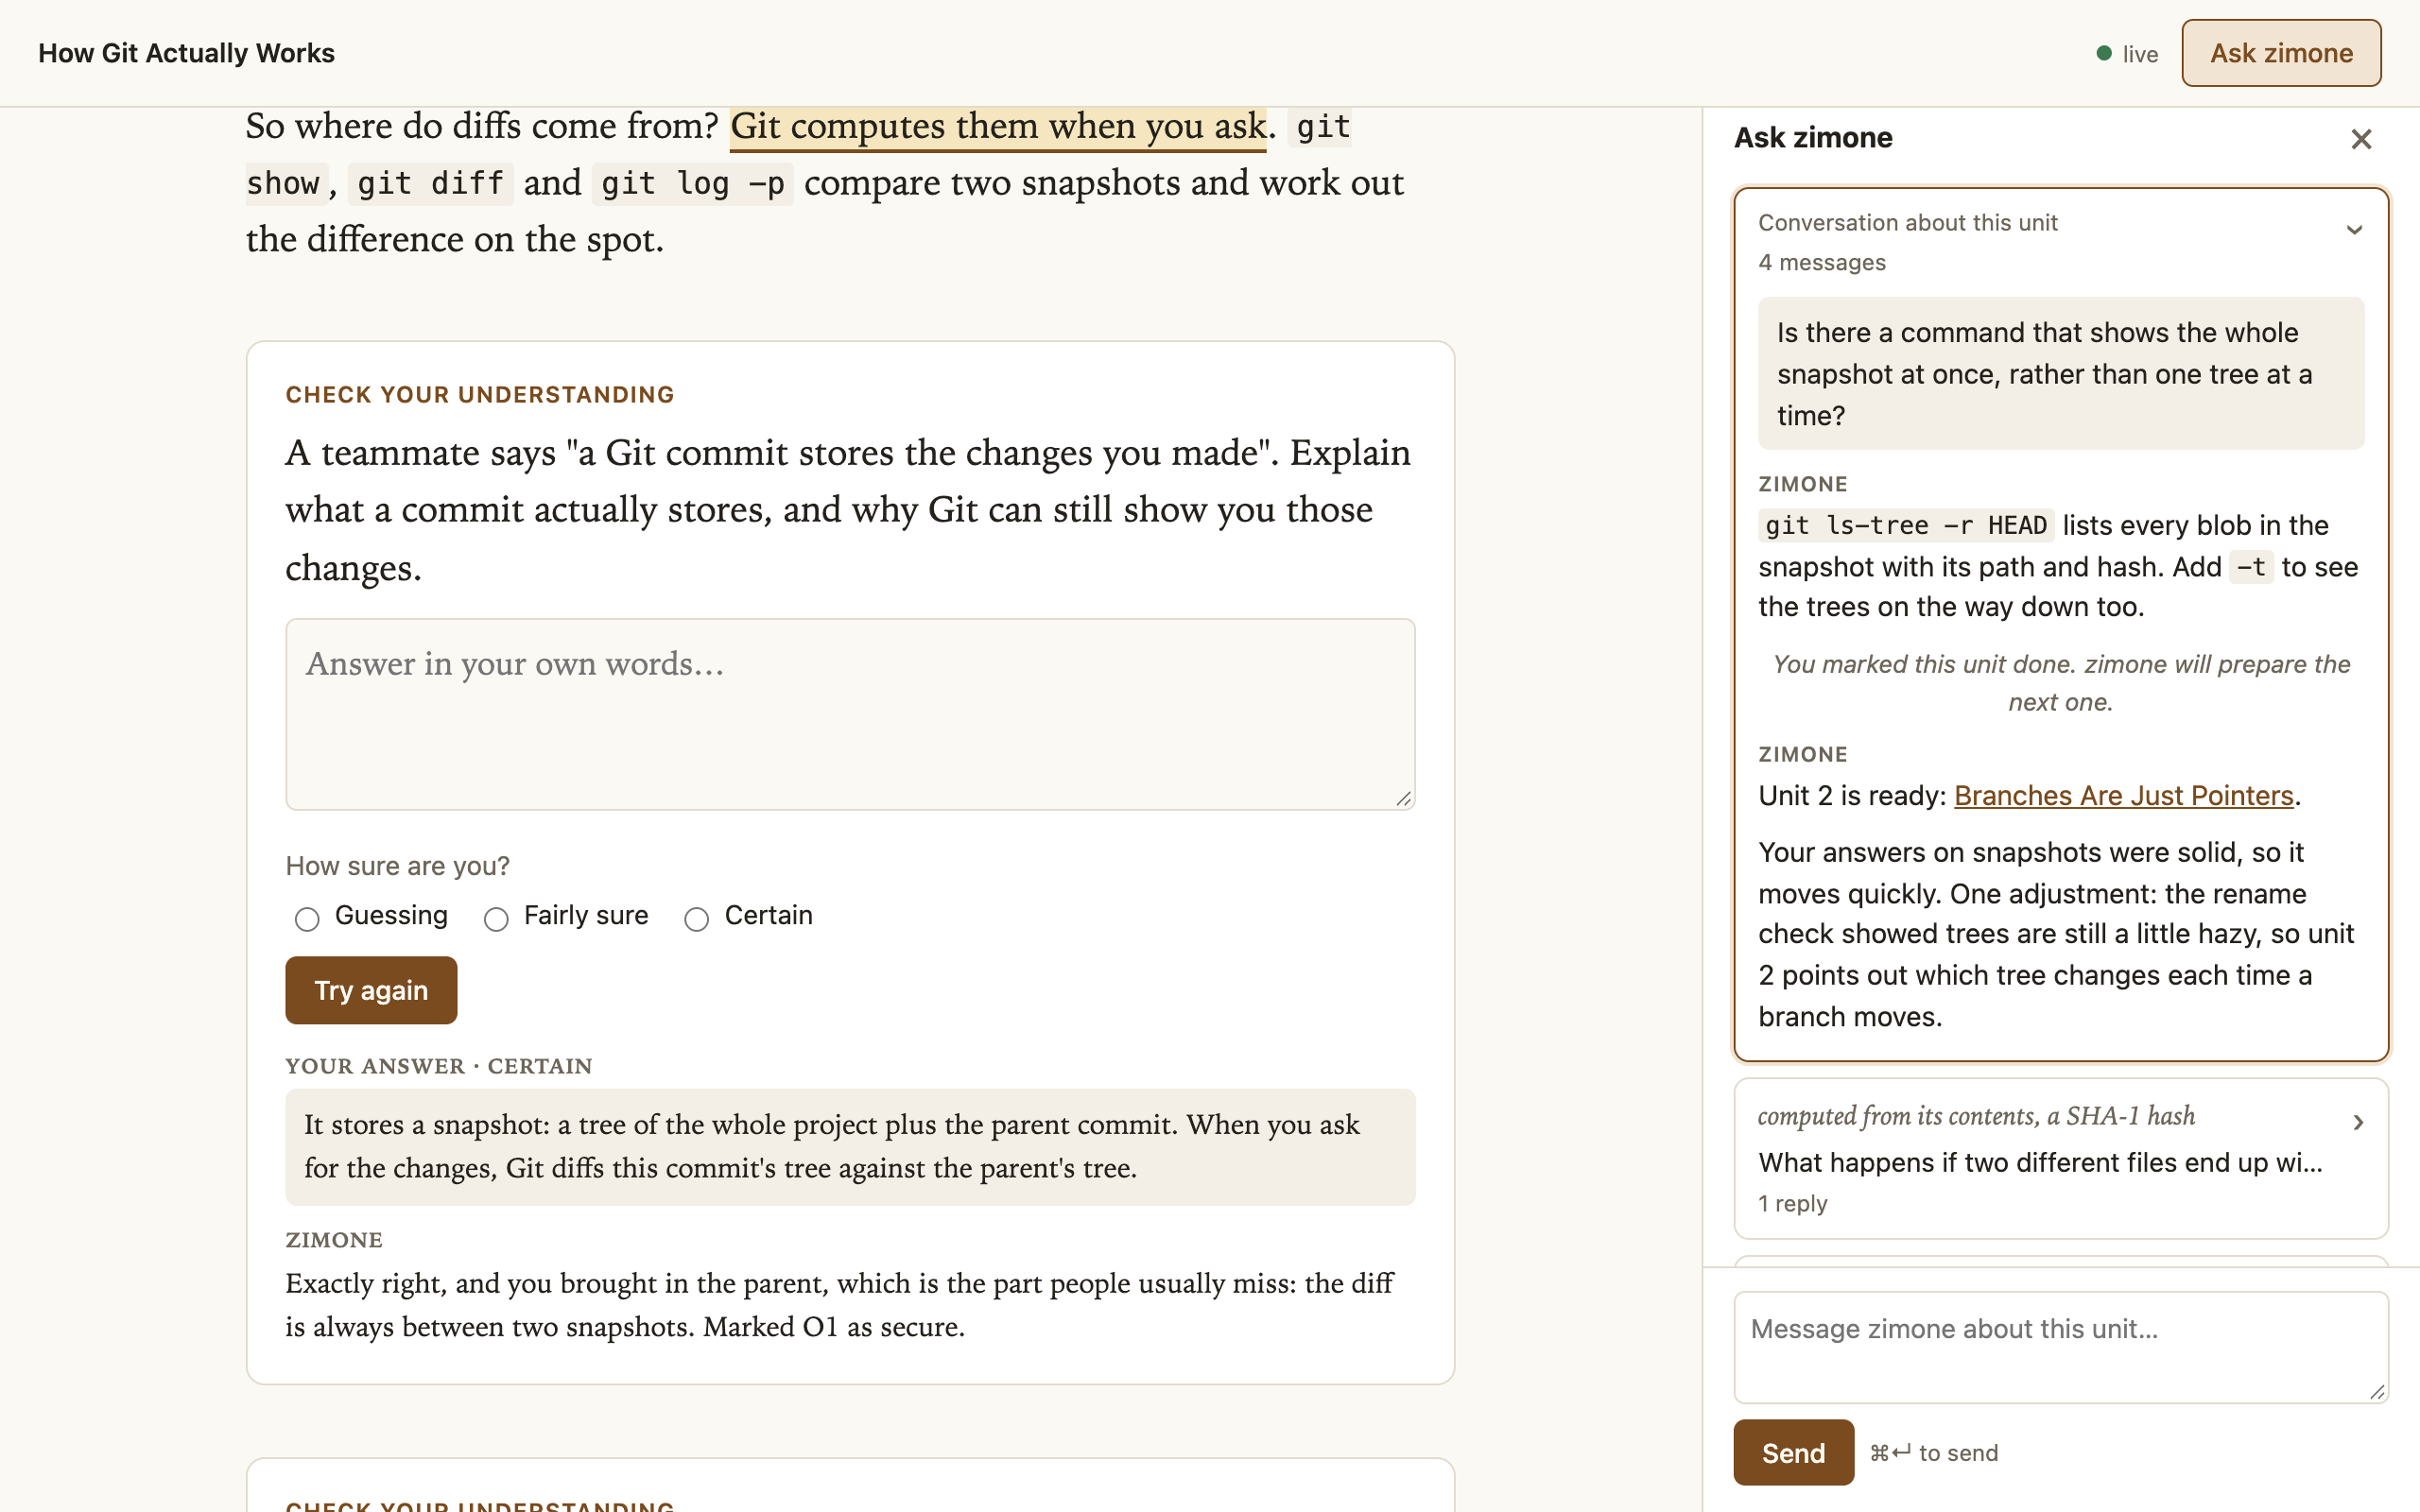 How Git Actually Works
live
Ask zimone
So where do diffs come from? Git computes them when you ask. git
show, git diff and git log -p compare two snapshots and work out
the difference on the spot.
CHECK YOUR UNDERSTANDING
A teammate says "a Git commit stores the changes you made". Explain
what a commit actually stores, and why Git can still show you those
changes.
Answer in your own words...
How sure are you?
Guessing
Fairly sure
Certain
Try again
YOUR ANSWER · CERTAIN
It stores a snapshot: a tree of the whole project plus the parent commit. When you ask
for the changes, Git diffs this commit's tree against the parent's tree.
ZIMONE
Exactly right, and you brought in the parent, which is the part people usually miss: the diff
is always between two snapshots. Marked O1 as secure.
CHECK YOUR UNDERSTANDING
Ask zimone
Conversation about this unit
4 messages
Is there a command that shows the whole
snapshot at once, rather than one tree at a
time?
ZIMONE
git ls-tree -r HEAD lists every blob in the
snapshot with its path and hash. Add -t to see
the trees on the way down too.
You marked this unit done. zimone will prepare the
next one.
ZIMONE
Unit 2 is ready: Branches Are Just Pointers.
Your answers on snapshots were solid, so it
moves quickly. One adjustment: the rename
check showed trees are still a little hazy, so unit
2 points out which tree changes each time a
branch moves.
computed from its contents, a SHA-1 hash
What happens if two different files end up wi...
1 reply
Message zimone about this unit...
Send
⌘↵ to send